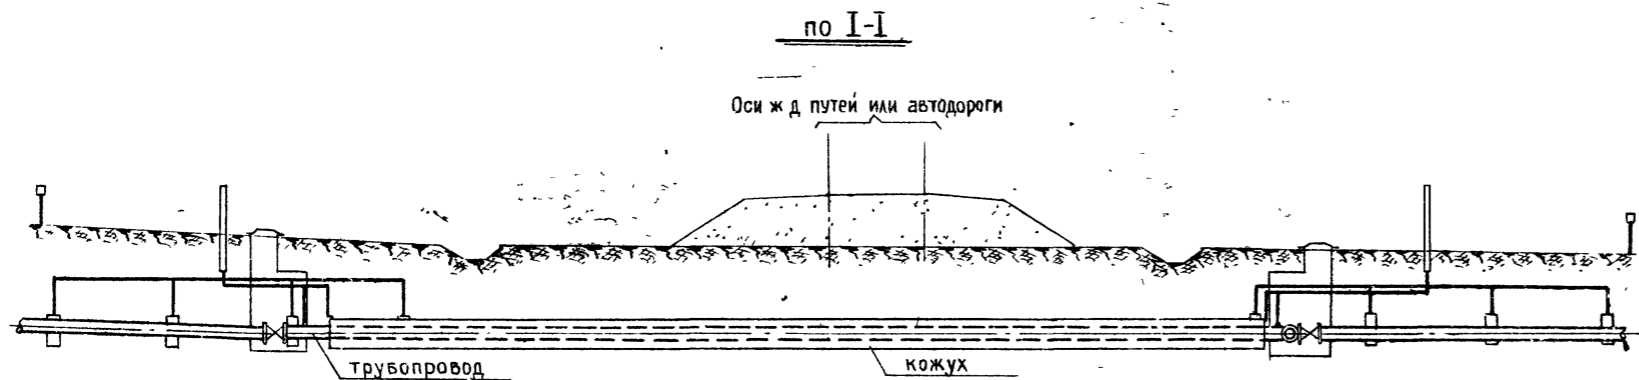 по I-I
Оси ж д путей или автодороги
трубопровод
кожух